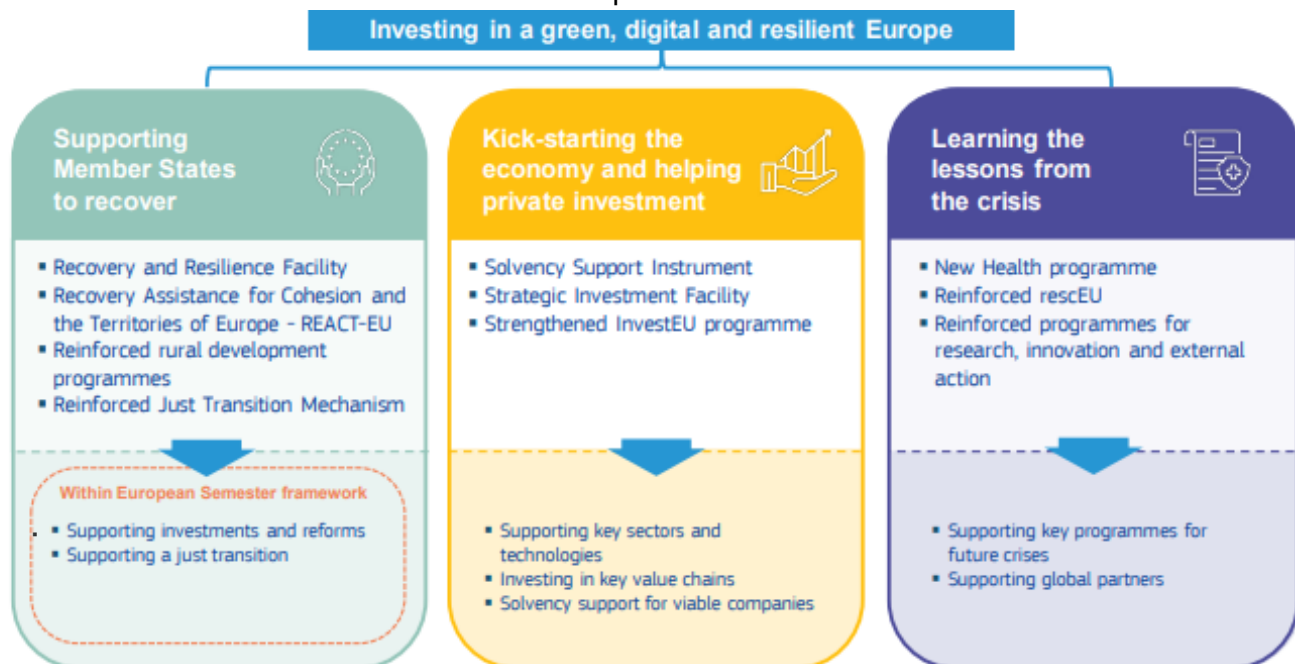 Investing in a green, digital and resilient Europe
Supporting
Member States
to recover
▪ Recovery and Resilience Facility
▪ Recovery Assistance for Cohesion and
the Territories of Europe - REACT-EU
▪ Reinforced rural development
programmes
▪ Reinforced Just Transition Mechanism
Within European Semester framework
▪ Supporting investments and reforms
▪ Supporting a just transition
Kick-starting the
economy and helping
private investment
▪ Solvency Support Instrument
▪ Strategic Investment Facility
▪ Strengthened InvestEU programme
▪ Supporting key sectors and
technologies
▪ Investing in key value chains
▪ Solvency support for viable companies
Learning the
lessons from
the crisis
▪ New Health programme
▪ Reinforced rescEU
▪ Reinforced programmes for
research, innovation and external
action
▪ Supporting key programmes for
future crises
▪ Supporting global partners